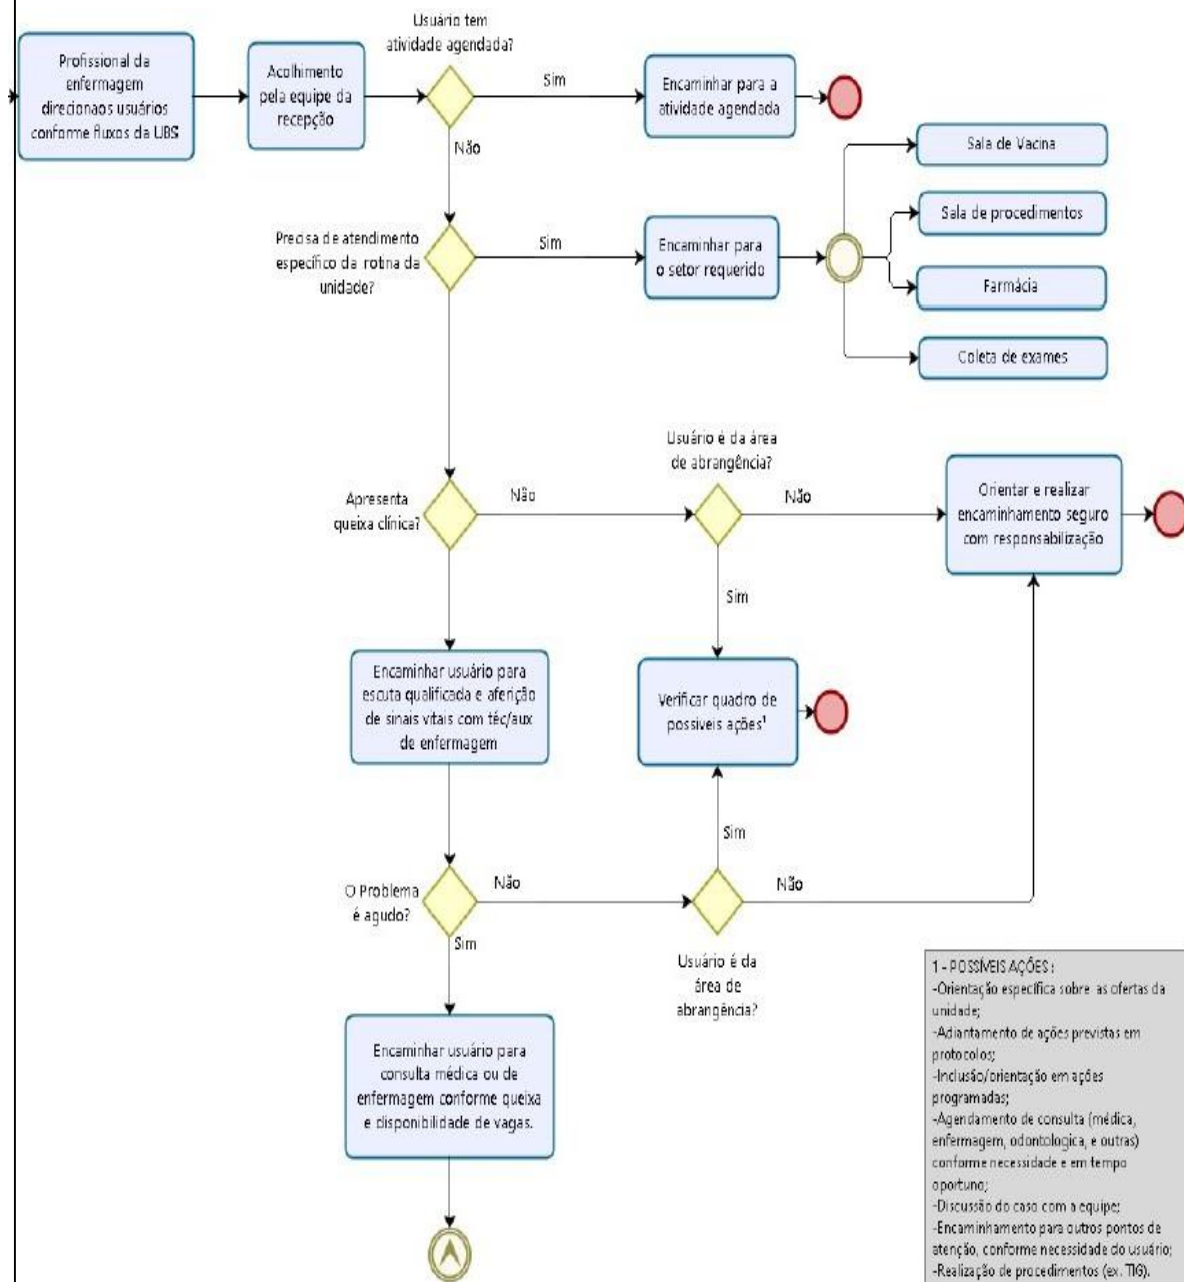 Usuário tem
atividade agendada?
Profissional da
enfermagem
direcionaos usuários
conforme fluxos da UBS
Acolhimento
pela equipe da
recepção
Sim
Encaminhar para a
atividade agendada
Não
Sala de Vacina
Precisa de atendimento
específico da rotina da
unidade?
Sim
Encaminhar para
o setor requerido
Sala de procedimentos
Farmácia
Coleta de exames
Apresenta
queixa clínica?
Não
Usuário é da área
de abrangência?
Não
Orientar e realizar
encaminhamento seguro
com responsabilização
Sim
Encaminhar usuário para
escuta qualificada e aferição
de sinais vitais com téc/aux
de enfermagem
Verificar quadro de
possiveis ações¹
Sim
O Problema
é agudo?
Não
Não
Sim
Usuário é da
área de
abrangência?
Encaminhar usuário para
consulta médica ou de
enfermagem conforme queixa
e disponibilidade de vagas.
1 - POSSÍVEIS AÇÕES :
-Orientação específica sobre as ofertas da
unidade;
-Adiantamento de ações previstas em
protocolos;
-Inclusão/orientação em ações
programadas;
-Agendamento de consulta (médica,
enfermagem, odontologica, e outras)
conforme necessidade e em tempo
oportuno;
-Discussão do caso com a equipe;
-Encaminhamento para outros pontos de
atenção, conforme necessidade do usuário;
-Realização de procedimentos (ex. TIG).